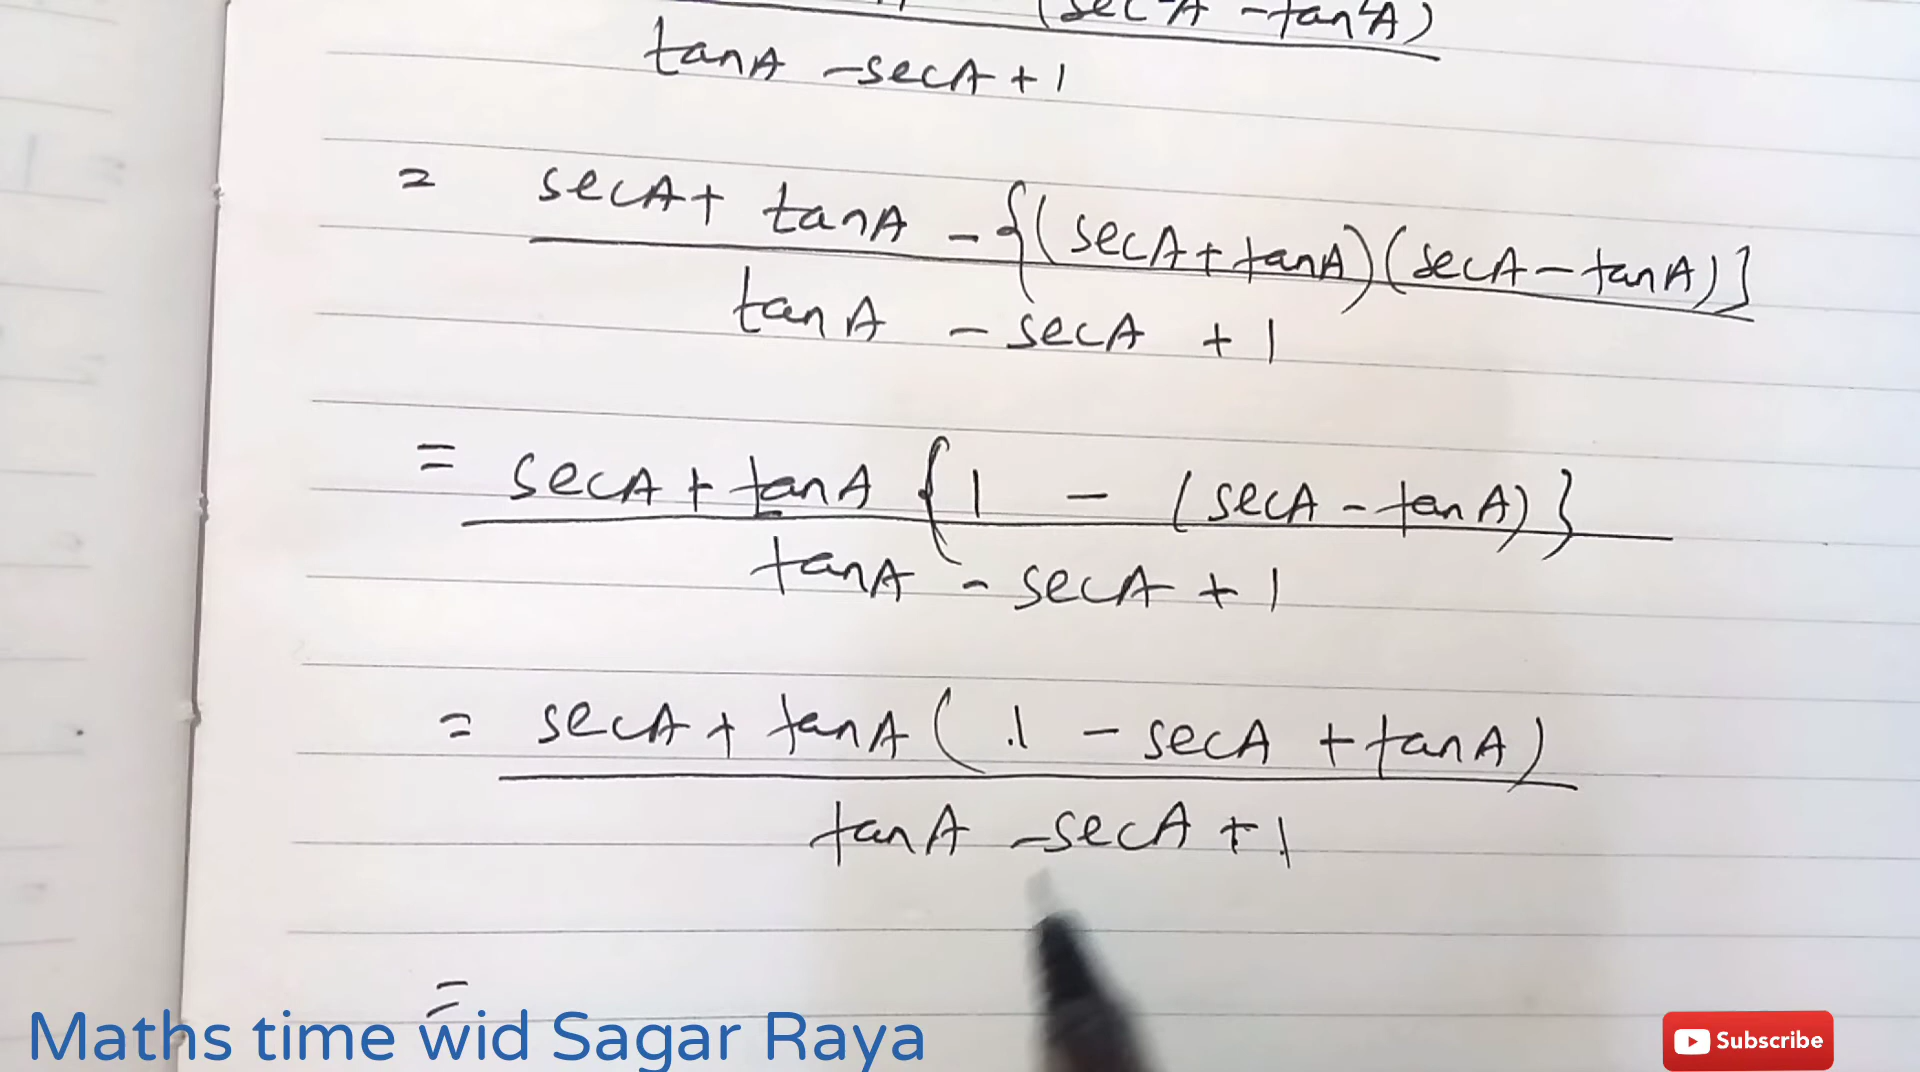 (sec²A - tan²A)
tanA - secA + 1
= secA + tanA - {(secA + tanA)(secA - tanA)]
tanA - secA + 1
= secA + tanA {1 - (secA - tanA)}
tanA - secA + 1
= secA + tanA (1 - secA + tanA)
tanA - secA + 1
=
Maths time wid Sagar Raya
Subscribe